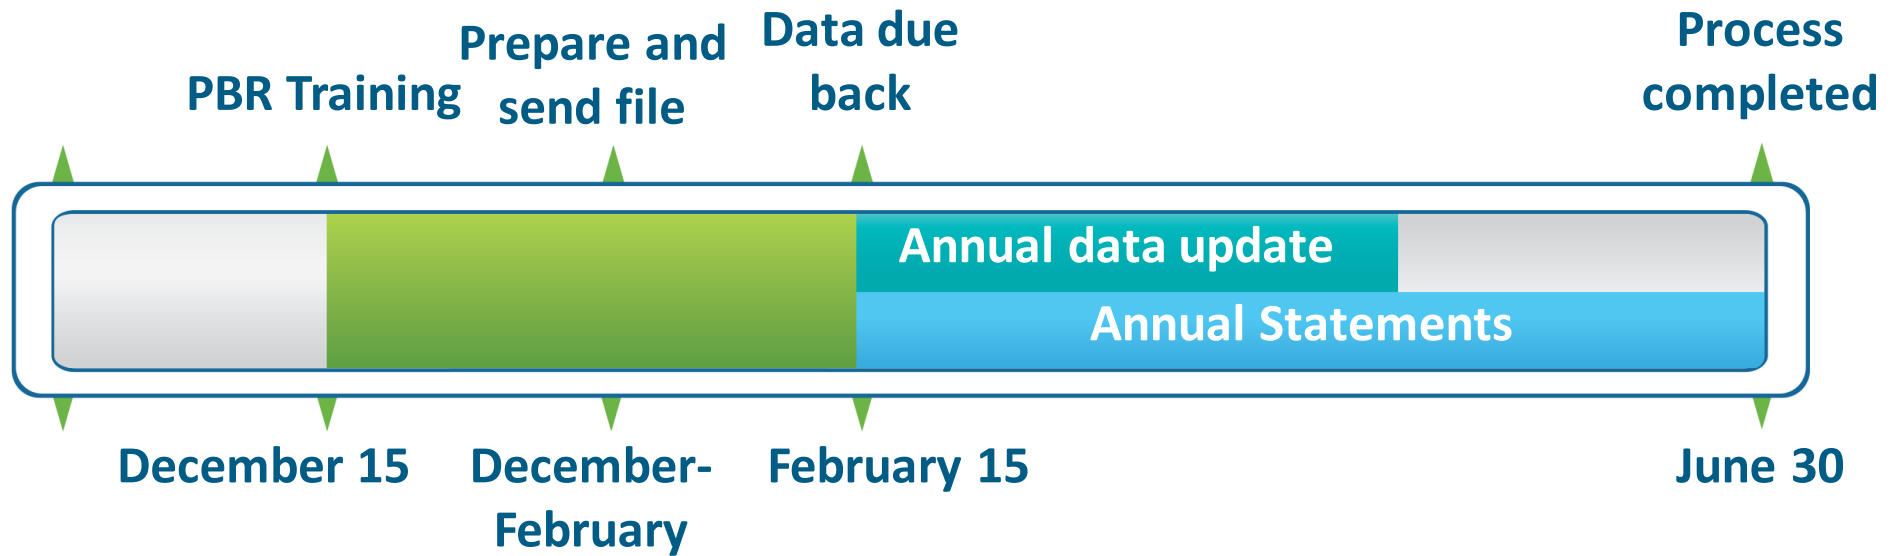 PBR Training
Prepare and
send file
Data due
back
Process
completed
Annual data update
Annual Statements
December 15
December-
February
February 15
June 30